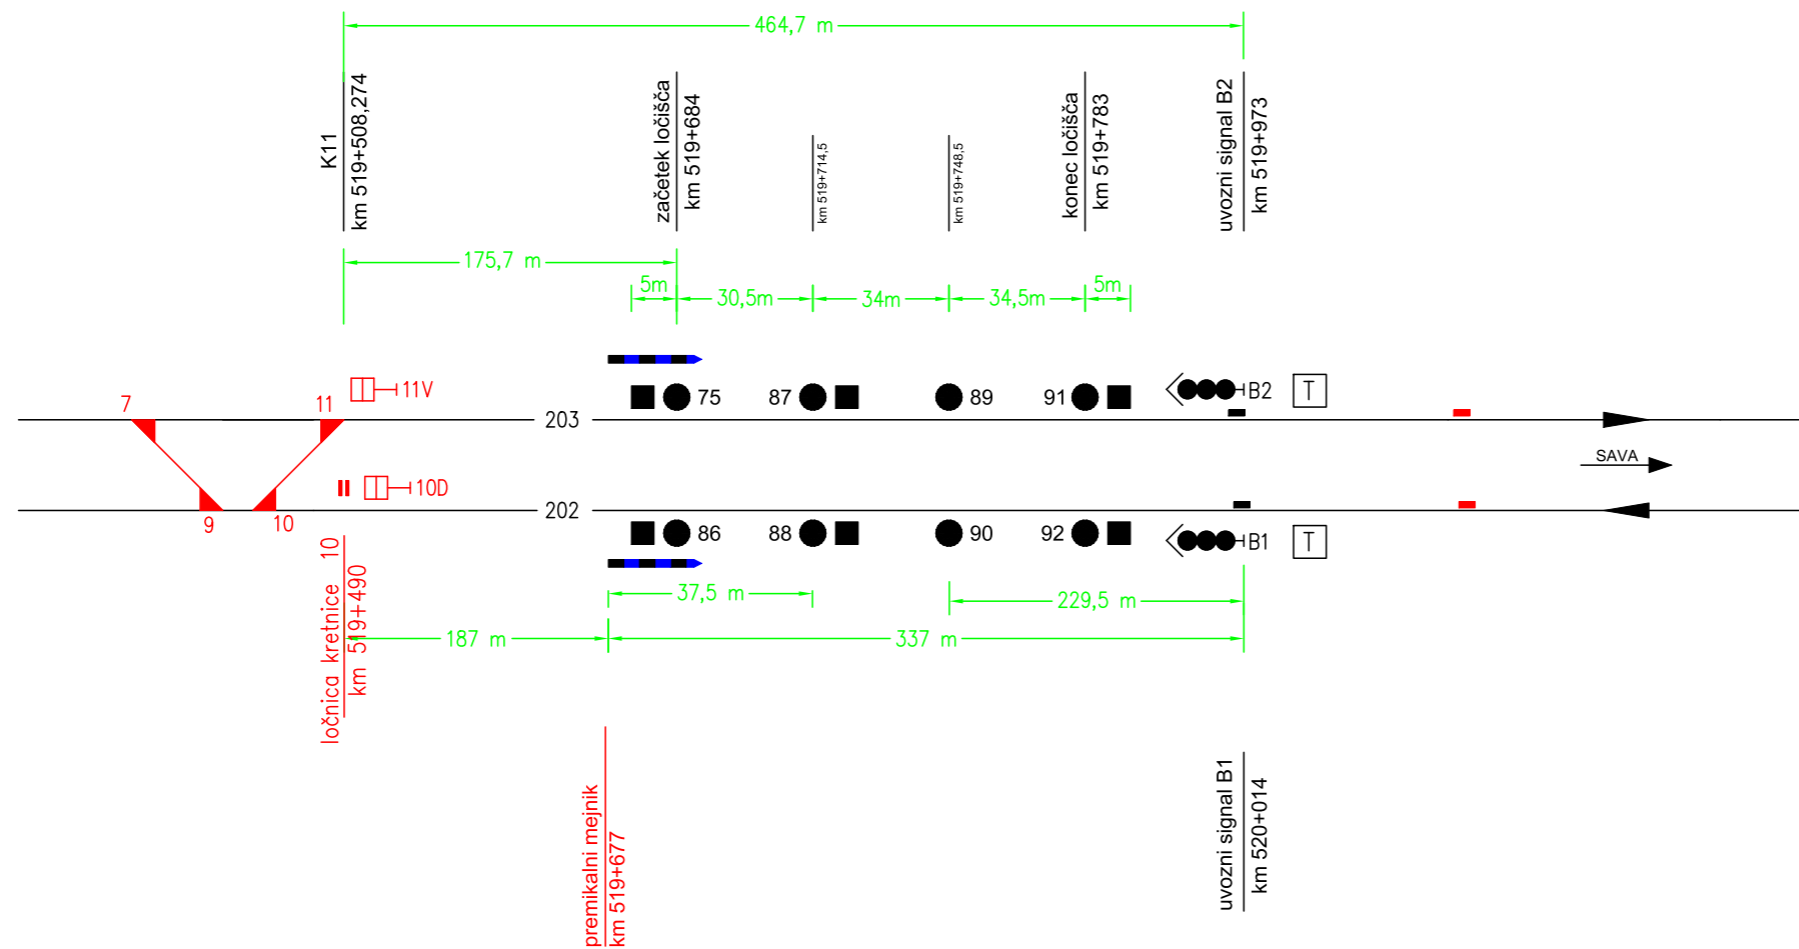 464,7 m
K11
km 519+508,274
začetek ločišča
km 519+684
km 519+714,5
km 519+748,5
konec ločišča
km 519+783
uvozni signal B2
km 519+973
175,7 m
5m
30,5m
34m
34,5m
5m
7
11
11V
75
87
89
91
B2
T
203
SAVA
10D
202
9
10
86
88
90
92
B1
T
ločnica kretnice 10
km 519+490
37,5 m
229,5 m
187 m
337 m
premikalni mejnik
km 519+677
uvozni signal B1
km 520+014